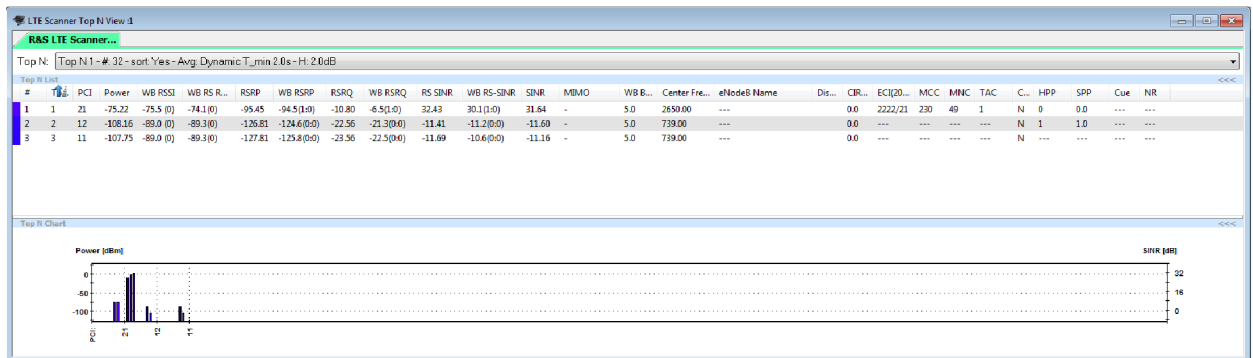 LTE Scanner Top N View :1
R&S LTE Scanner...
Top N: Top N 1 - #: 32 - sort: Yes - Avg: Dynamic T_min 2.0s - H: 2.0dB
Top N List <<<
# PCI Power WB RSSI WB RS R... RSRP WB RSRP RSRQ WB RSRQ RS SINR WB RS-SINR SINR MIMO WB B... Center Fre... eNodeB Name Dis... CIR... ECI(20... MCC MNC TAC C... HPP SPP Cue NR
1 1 21 -75.22 -75.5 (0) -74.1(0) -95.45 -94.5(1:0) -10.80 -6.5(1:0) 32.43 30.1(1:0) 31.64 - 5.0 2650.00 --- 0.0 2222/21 230 49 1 N 0 0.0 --- ---
2 2 12 -108.16 -89.0 (0) -89.3(0) -126.81 -124.6(0:0) -22.56 -21.3(0:0) -11.41 -11.2(0:0) -11.60 - 5.0 739.00 --- 0.0 --- --- --- --- N 1 1.0 --- ---
3 3 11 -107.75 -89.0 (0) -89.3(0) -127.81 -125.8(0:0) -23.56 -22.5(0:0) -11.69 -10.6(0:0) -11.16 - 5.0 739.00 --- 0.0 --- --- --- --- N --- --- --- ---
Top N Chart <<<
Power [dBm] SINR [dB]
0 32
-50 16
-100 0
PCI: 21 12 11